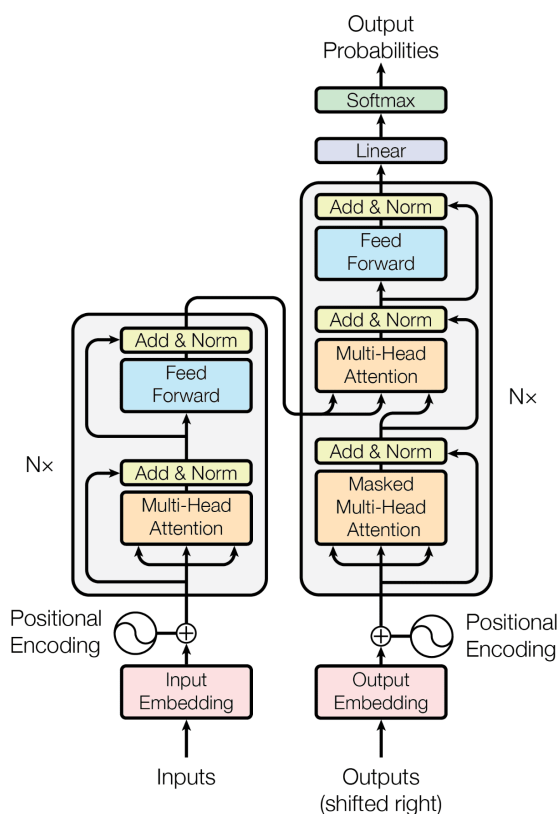 Output
Probabilities
Softmax
Linear
Add & Norm
Feed
Forward
Add & Norm
Multi-Head
Attention
Add & Norm
Masked
Multi-Head
Attention
Nx
Add & Norm
Feed
Forward
Add & Norm
Multi-Head
Attention
N×
Positional
Encoding
Positional
Encoding
Input
Embedding
Output
Embedding
Inputs
Outputs
(shifted right)